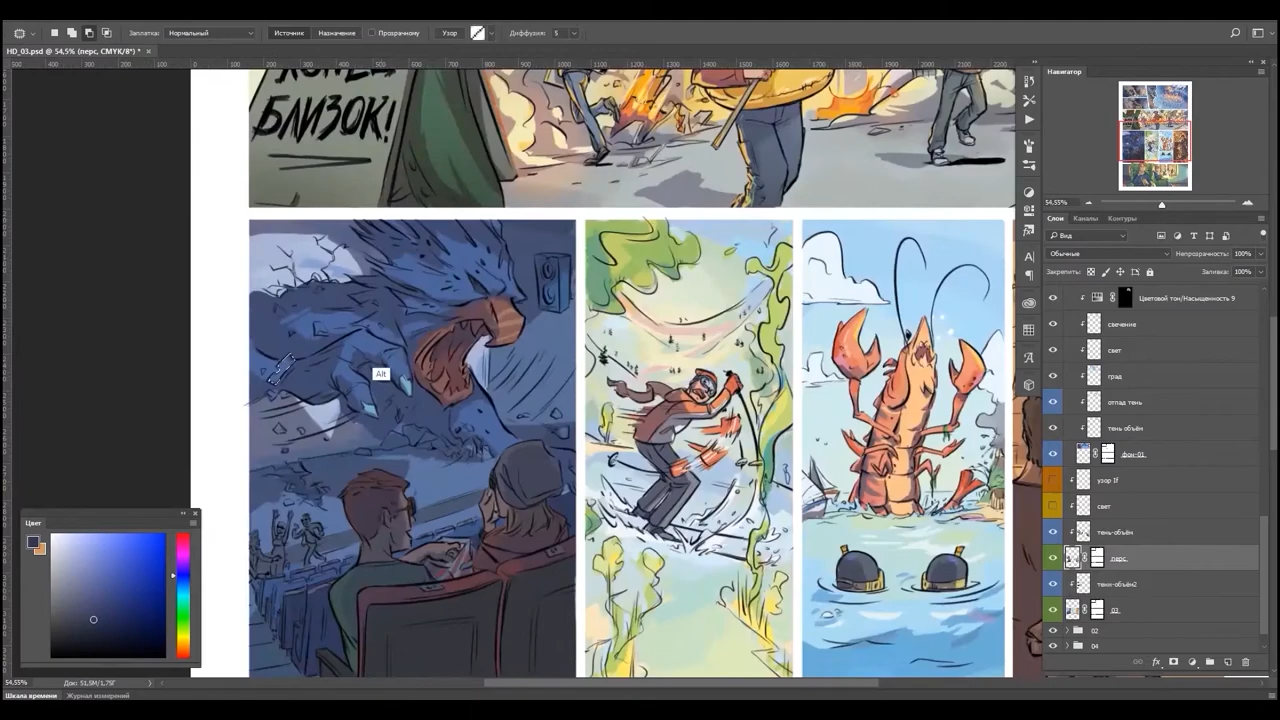 Заплатка: Нормальный Источник Назначение Прозрачному Узор Диффузия: 5
HD_03.psd @ 54,5% (перс, CMYK/8*) *
Навигатор
БЛИЗОК!
54,55%
Слои Каналы Контуры
Вид
Обычные Непрозрачность: 100%
Закрепить: Заливка: 100%
Цветовой тон/Насыщенность 9
свечение
свет
град
отпад тень
тень объём
фон-01
узор 1f
свет
тень-объём
перс
тени-объём2
03
02
04
Alt
Цвет
54,55% Док: 51,5M/1,75Г
Шкала времени Журнал измерений